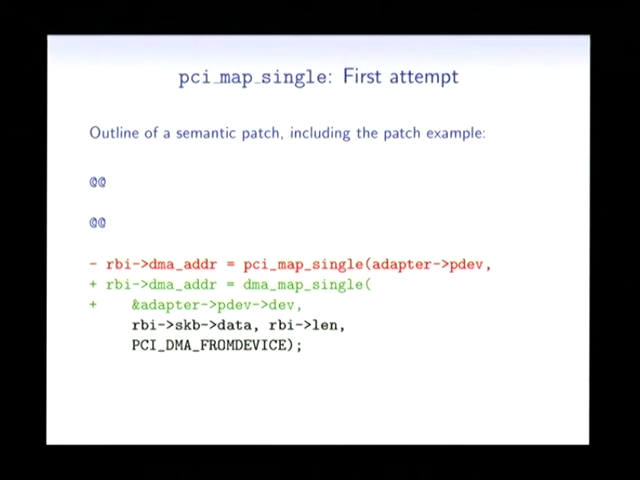 pci_map_single: First attempt
Outline of a semantic patch, including the patch example:
@@
@@
- rbi->dma_addr = pci_map_single(adapter->pdev,
+ rbi->dma_addr = dma_map_single(
+ &adapter->pdev->dev,
rbi->skb->data, rbi->len,
PCI_DMA_FROMDEVICE);